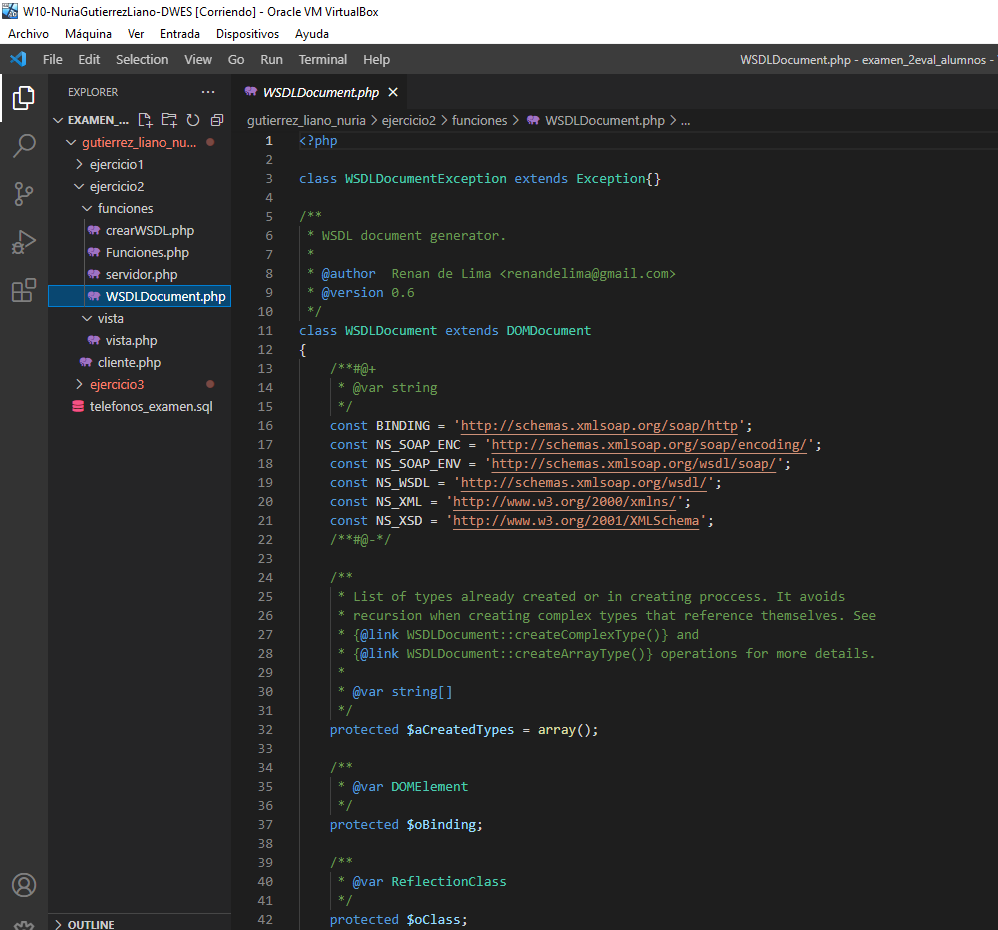 W10-NuriaGutierrezLiano-DWES [Corriendo] - Oracle VM VirtualBox
Archivo Máquina Ver Entrada Dispositivos Ayuda
File Edit Selection View Go Run Terminal Help WSDLDocument.php - examen_2eval_alumnos -
EXPLORER ...
EXAMEN_...
gutierrez_liano_nu...
ejercicio1
ejercicio2
funciones
crearWSDL.php
Funciones.php
servidor.php
WSDLDocument.php
vista
vista.php
cliente.php
ejercicio3
telefonos_examen.sql
OUTLINE
WSDLDocument.php
gutierrez_liano_nuria > ejercicio2 > funciones > WSDLDocument.php > ...
1 <?php
2
3 class WSDLDocumentException extends Exception{}
4
5 /**
6 * WSDL document generator.
7 *
8 * @author  Renan de Lima <renandelima@gmail.com>
9 * @version 0.6
10 */
11 class WSDLDocument extends DOMDocument
12 {
13 /**#@+
14 * @var string
15 */
16 const BINDING = 'http://schemas.xmlsoap.org/soap/http';
17 const NS_SOAP_ENC = 'http://schemas.xmlsoap.org/soap/encoding/';
18 const NS_SOAP_ENV = 'http://schemas.xmlsoap.org/wsdl/soap/';
19 const NS_WSDL = 'http://schemas.xmlsoap.org/wsdl/';
20 const NS_XML = 'http://www.w3.org/2000/xmlns/';
21 const NS_XSD = 'http://www.w3.org/2001/XMLSchema';
22 /**#@-*/
23
24 /**
25 * List of types already created or in creating proccess. It avoids
26 * recursion when creating complex types that reference themselves. See
27 * {@link WSDLDocument::createComplexType()} and
28 * {@link WSDLDocument::createArrayType()} operations for more details.
29 *
30 * @var string[]
31 */
32 protected $aCreatedTypes = array();
33
34 /**
35 * @var DOMElement
36 */
37 protected $oBinding;
38
39 /**
40 * @var ReflectionClass
41 */
42 protected $oClass;